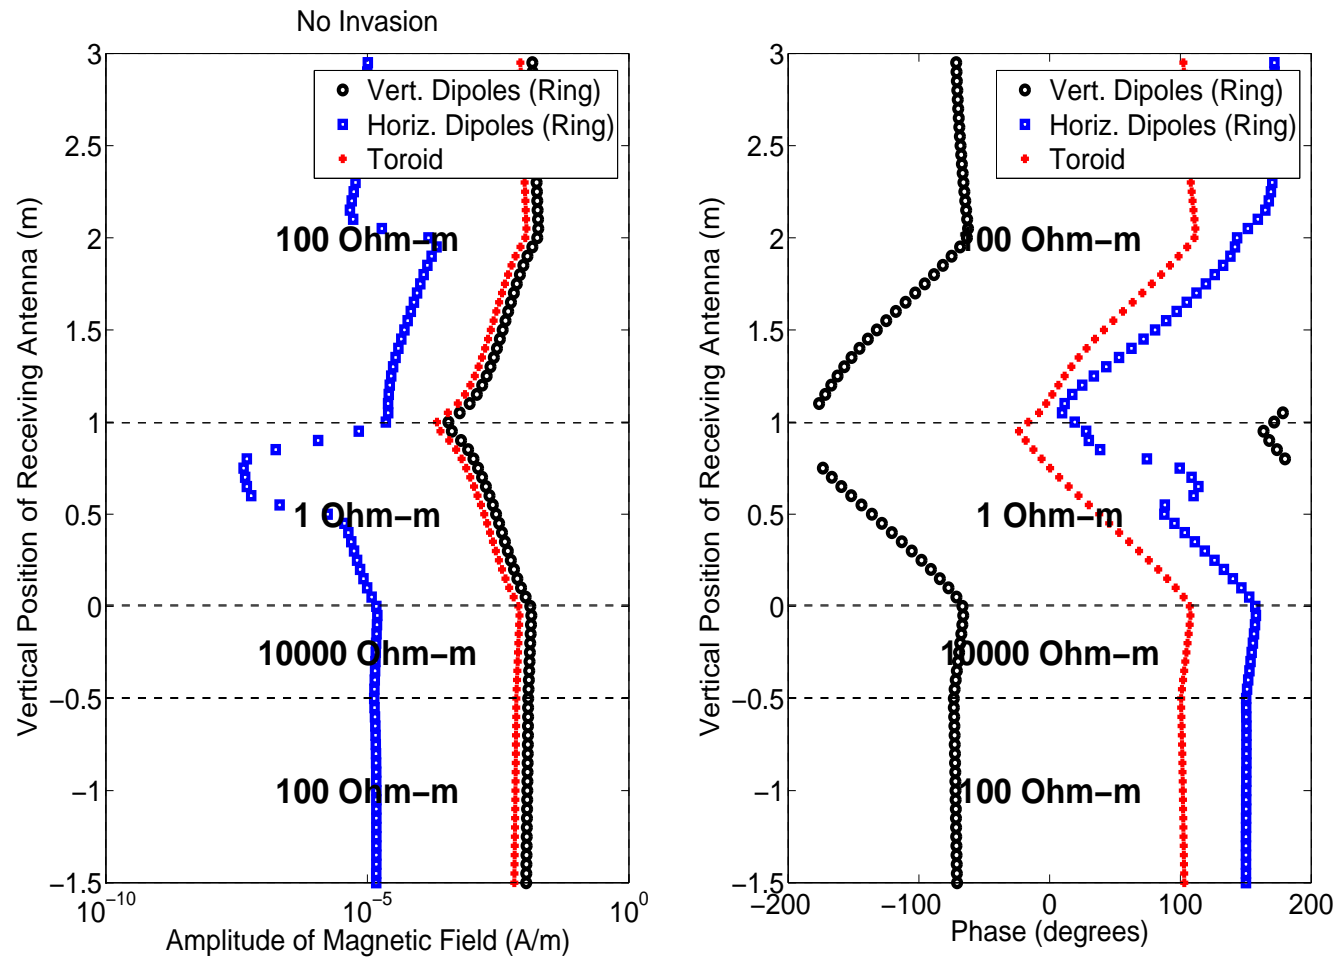 No Invasion
Vert. Dipoles (Ring)
Horiz. Dipoles (Ring)
Toroid
3
2.5
2
1.5
1
0.5
0
−0.5
−1
−1.5
Vertical Position of Receiving Antenna (m)
100 Ohm−m
1 Ohm−m
10000 Ohm−m
100 Ohm−m
10^−10
10^−5
10^0
Amplitude of Magnetic Field (A/m)
Vert. Dipoles (Ring)
Horiz. Dipoles (Ring)
Toroid
3
2.5
2
1.5
1
0.5
0
−0.5
−1
−1.5
Vertical Position of Receiving Antenna (m)
100 Ohm−m
1 Ohm−m
10000 Ohm−m
100 Ohm−m
−200
−100
0
100
200
Phase (degrees)